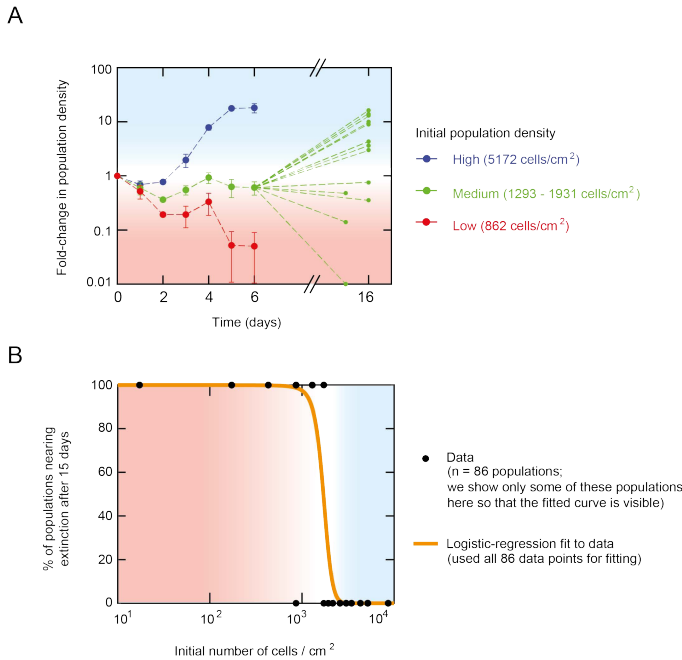 A
Fold-change in population density
100
10
1
0.1
0.01
0 2 4 6 16
Time (days)
Initial population density
High (5172 cells/cm²)
Medium (1293 - 1931 cells/cm²)
Low (862 cells/cm²)
B
% of populations nearing
extinction after 15 days
100
80
60
40
20
0
10¹ 10² 10³ 10⁴
Initial number of cells / cm²
Data
(n = 86 populations;
we show only some of these populations
here so that the fitted curve is visible)
Logistic-regression fit to data
(used all 86 data points for fitting)